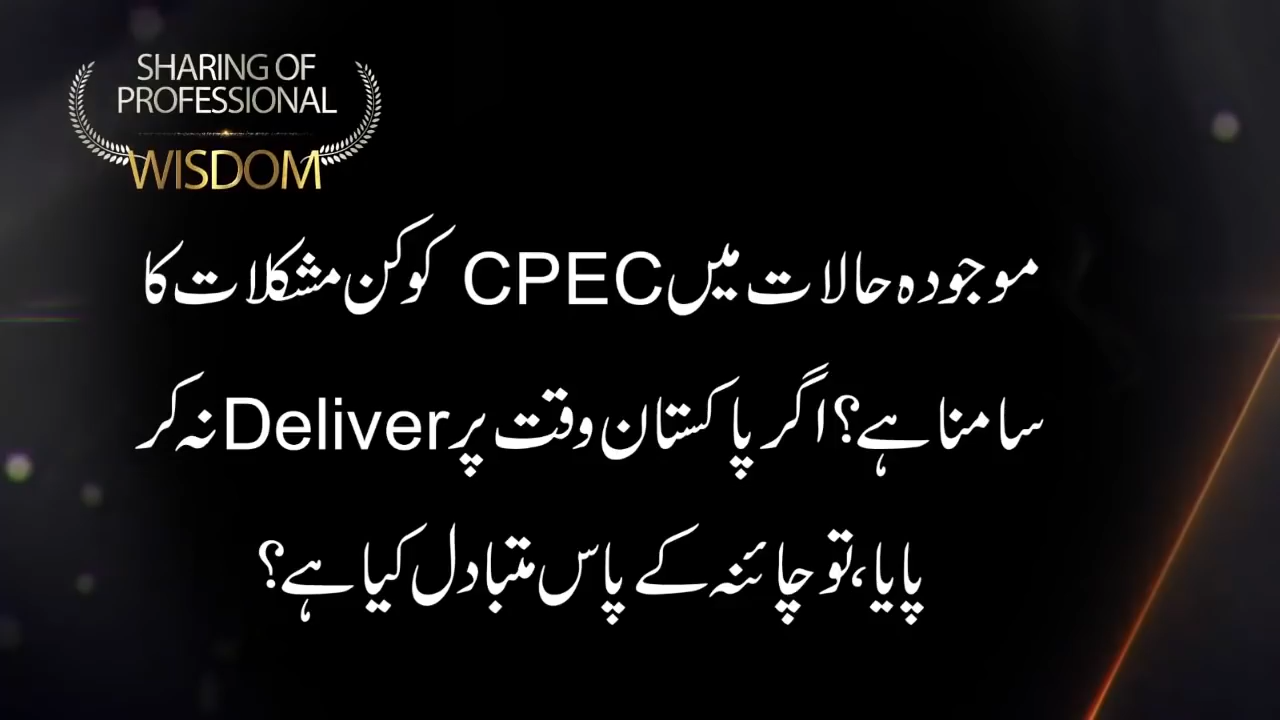 SHARING OF
PROFESSIONAL
WISDOM
موجودہ حالات میں CPEC کو کن مشکلات کا
سامنا ہے؟ اگر پاکستان وقت پر Deliver نہ کر
پایا، تو چائنہ کے پاس متبادل کیا ہے؟